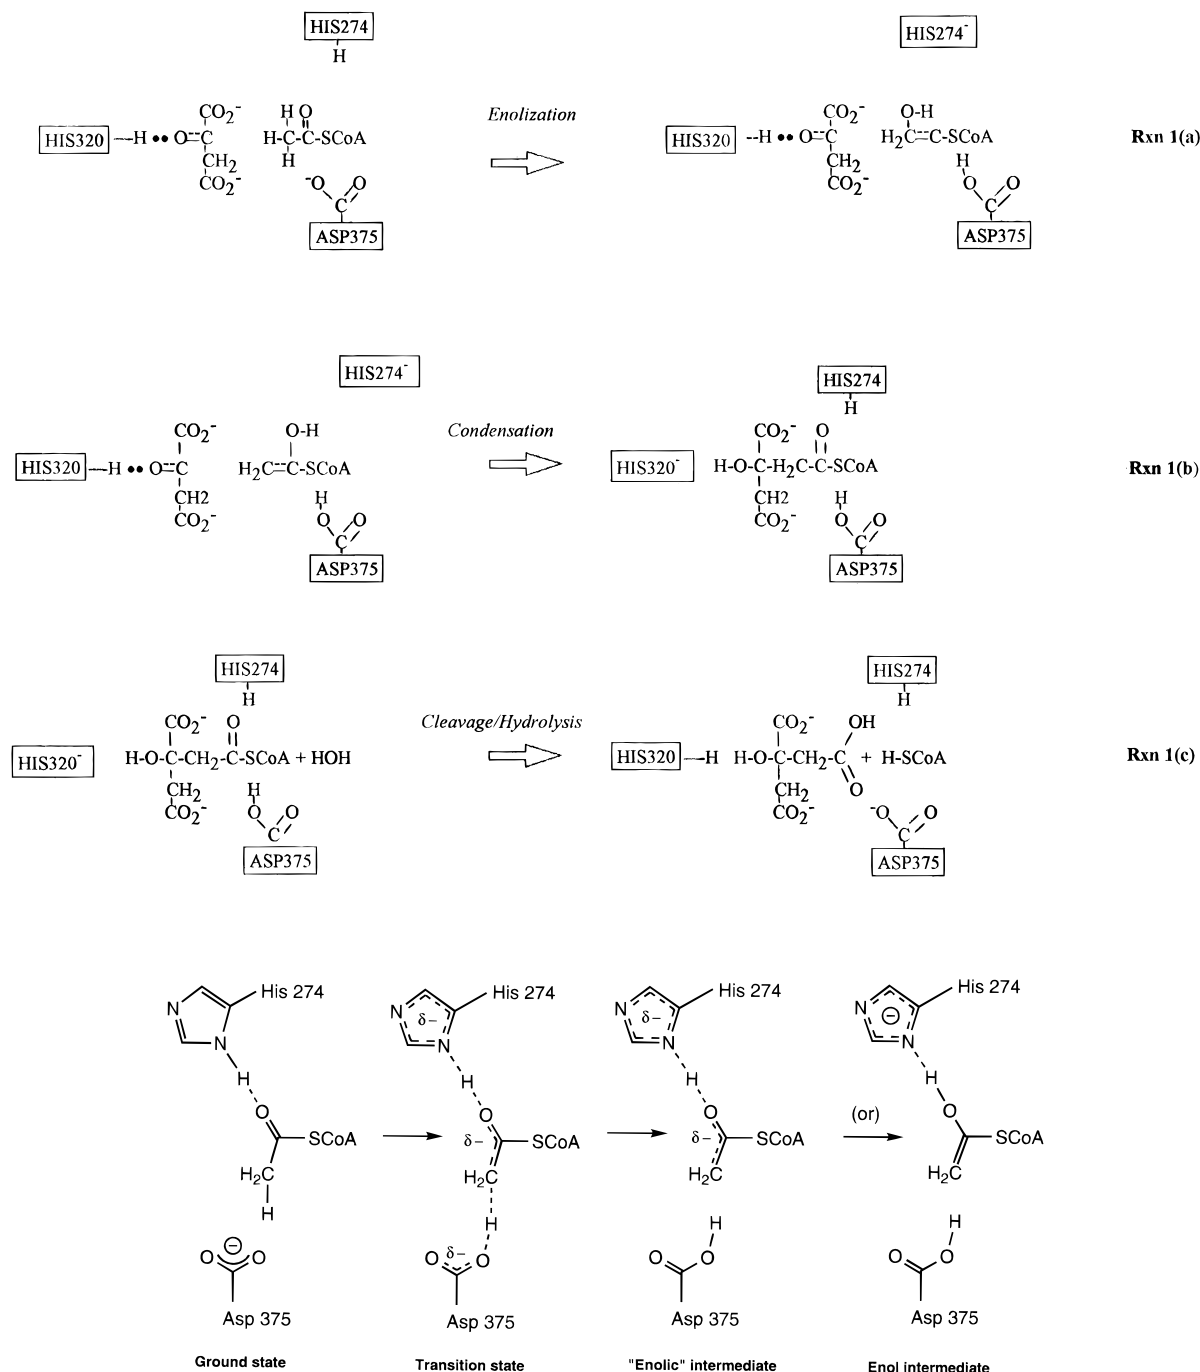 HIS274
H
HIS274-
H O
CO2-
Enolization
CO2-
O-H
HIS320 -H •• O=C H-C-C-SCoA
HIS320 --H •• O=C H2C=C-SCoA
Rxn 1(a)
CH2 H
CH2 H
CO2- -O O
CO2- O O
C
C
ASP375
ASP375
HIS274-
HIS274
H
CO2- O-H
Condensation
CO2- O
HIS320 -H •• O=C H2C=C-SCoA
HIS320- H-O-C-H2C-C-SCoA
Rxn 1(b)
CH2 H
CH2 H
CO2- O O
CO2- O O
C
C
ASP375
ASP375
HIS274
H
HIS274
H
CO2- O
Cleavage/Hydrolysis
CO2- OH
HIS320- H-O-C-H2C-C-SCoA + HOH
HIS320 -H H-O-C-CH2-C + H-SCoA
Rxn 1(c)
CH2 H
CH2 O
CO2- O O
CO2- -O O
C
C
ASP375
ASP375
N His 274
N His 274
N His 274
N His 274
δ–
δ–
N
N
N
N
H
H
H
H
O
O
O
O
(or)
SCoA
δ– SCoA
δ– SCoA
SCoA
H2C
H2C
H2C
H2C
H
H
H
H
O O
O δ– O
O O
O O
Asp 375
Asp 375
Asp 375
Asp 375
Ground state
Transition state
"Enolic" intermediate
Enol intermediate